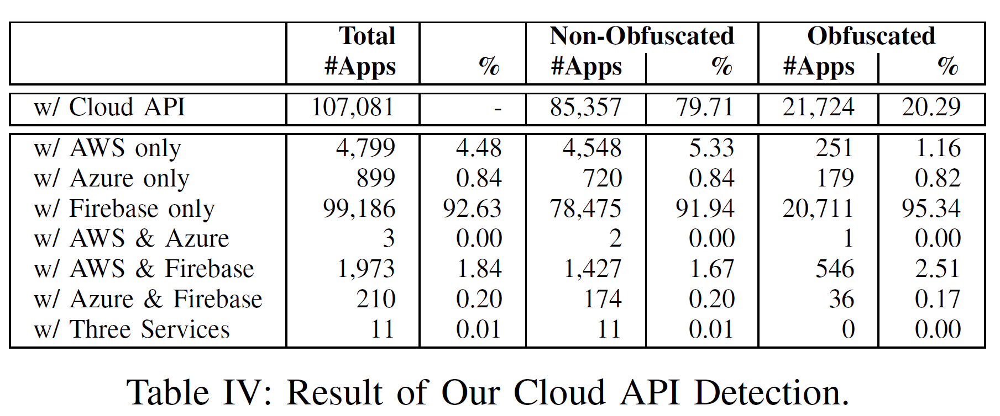 Total Non-Obfuscated Obfuscated
#Apps % #Apps % #Apps %
w/ Cloud API 107,081 - 85,357 79.71 21,724 20.29
w/ AWS only 4,799 4.48 4,548 5.33 251 1.16
w/ Azure only 899 0.84 720 0.84 179 0.82
w/ Firebase only 99,186 92.63 78,475 91.94 20,711 95.34
w/ AWS & Azure 3 0.00 2 0.00 1 0.00
w/ AWS & Firebase 1,973 1.84 1,427 1.67 546 2.51
w/ Azure & Firebase 210 0.20 174 0.20 36 0.17
w/ Three Services 11 0.01 11 0.01 0 0.00
Table IV: Result of Our Cloud API Detection.